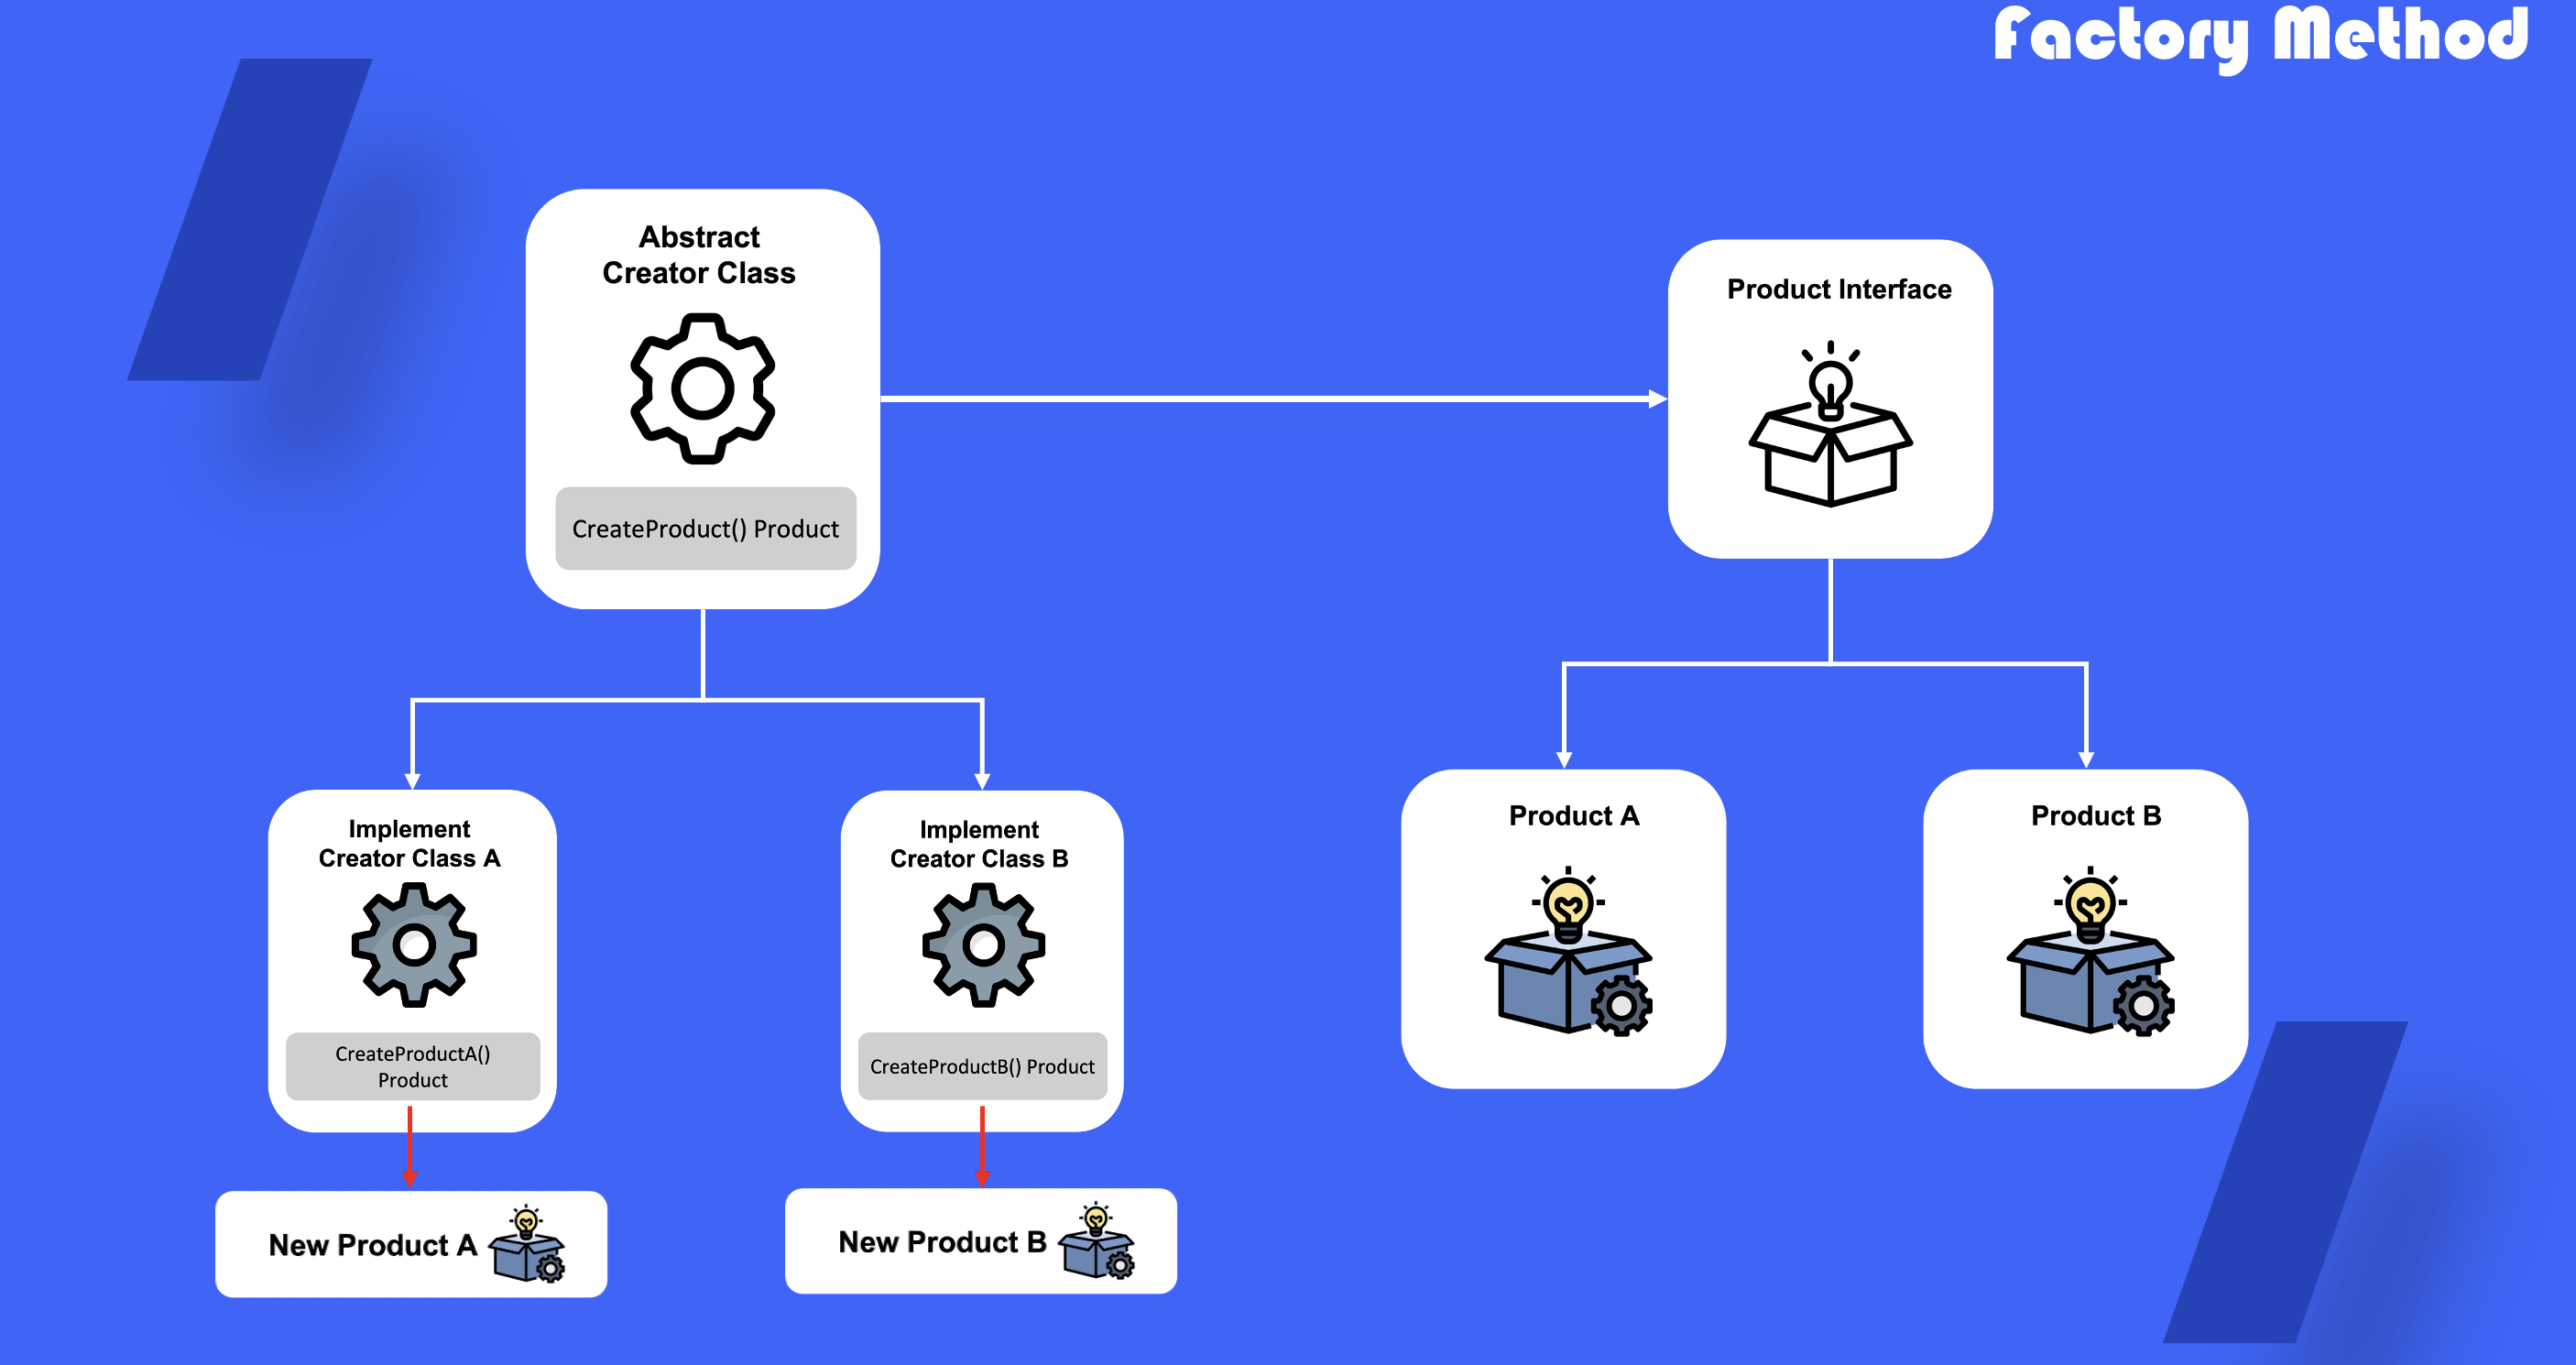 Factory Method
Abstract
Creator Class
CreateProduct() Product
Product Interface
Implement
Creator Class A
CreateProductA()
Product
Implement
Creator Class B
CreateProductB() Product
Product A
Product B
New Product A
New Product B